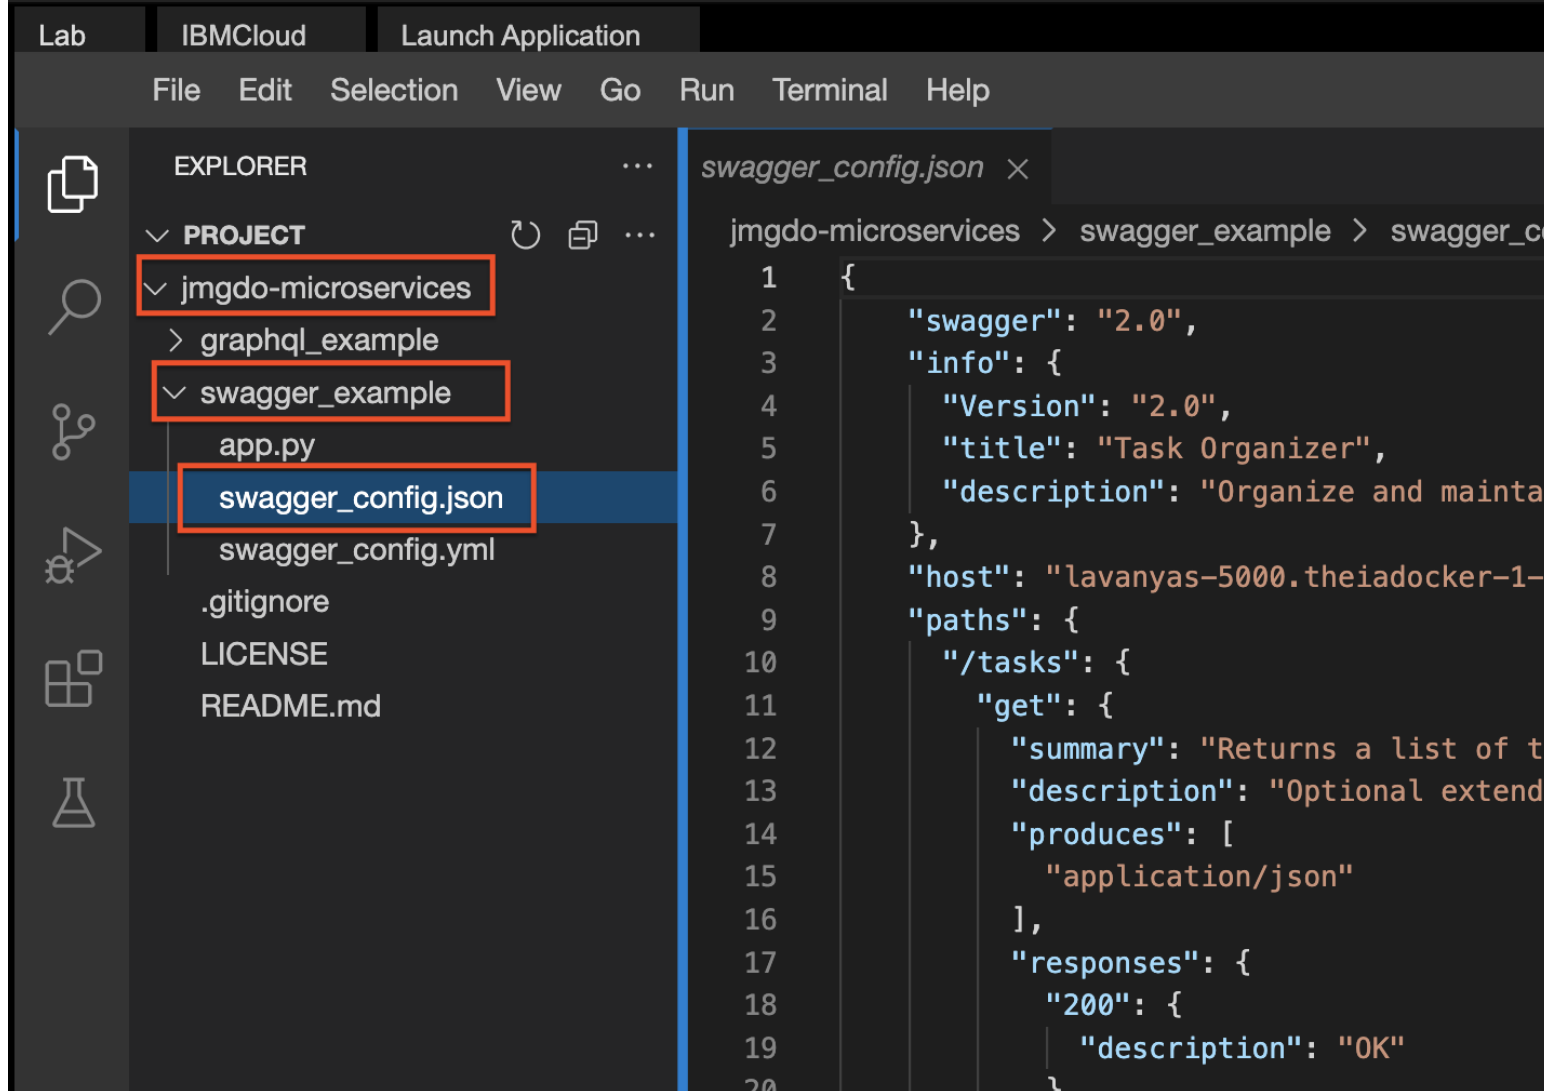 Lab IBMCloud Launch Application
File Edit Selection View Go Run Terminal Help
EXPLORER
PROJECT
jmgdo-microservices
graphql_example
swagger_example
app.py
swagger_config.json
swagger_config.yml
.gitignore
LICENSE
README.md
swagger_config.json
jmgdo-microservices > swagger_example > swagger_co
1 {
2 "swagger": "2.0",
3 "info": {
4 "Version": "2.0",
5 "title": "Task Organizer",
6 "description": "Organize and mainta
7 },
8 "host": "lavanyas-5000.theiadocker-1-
9 "paths": {
10 "/tasks": {
11 "get": {
12 "summary": "Returns a list of t
13 "description": "Optional extend
14 "produces": [
15 "application/json"
16 ],
17 "responses": {
18 "200": {
19 "description": "OK"
20 }